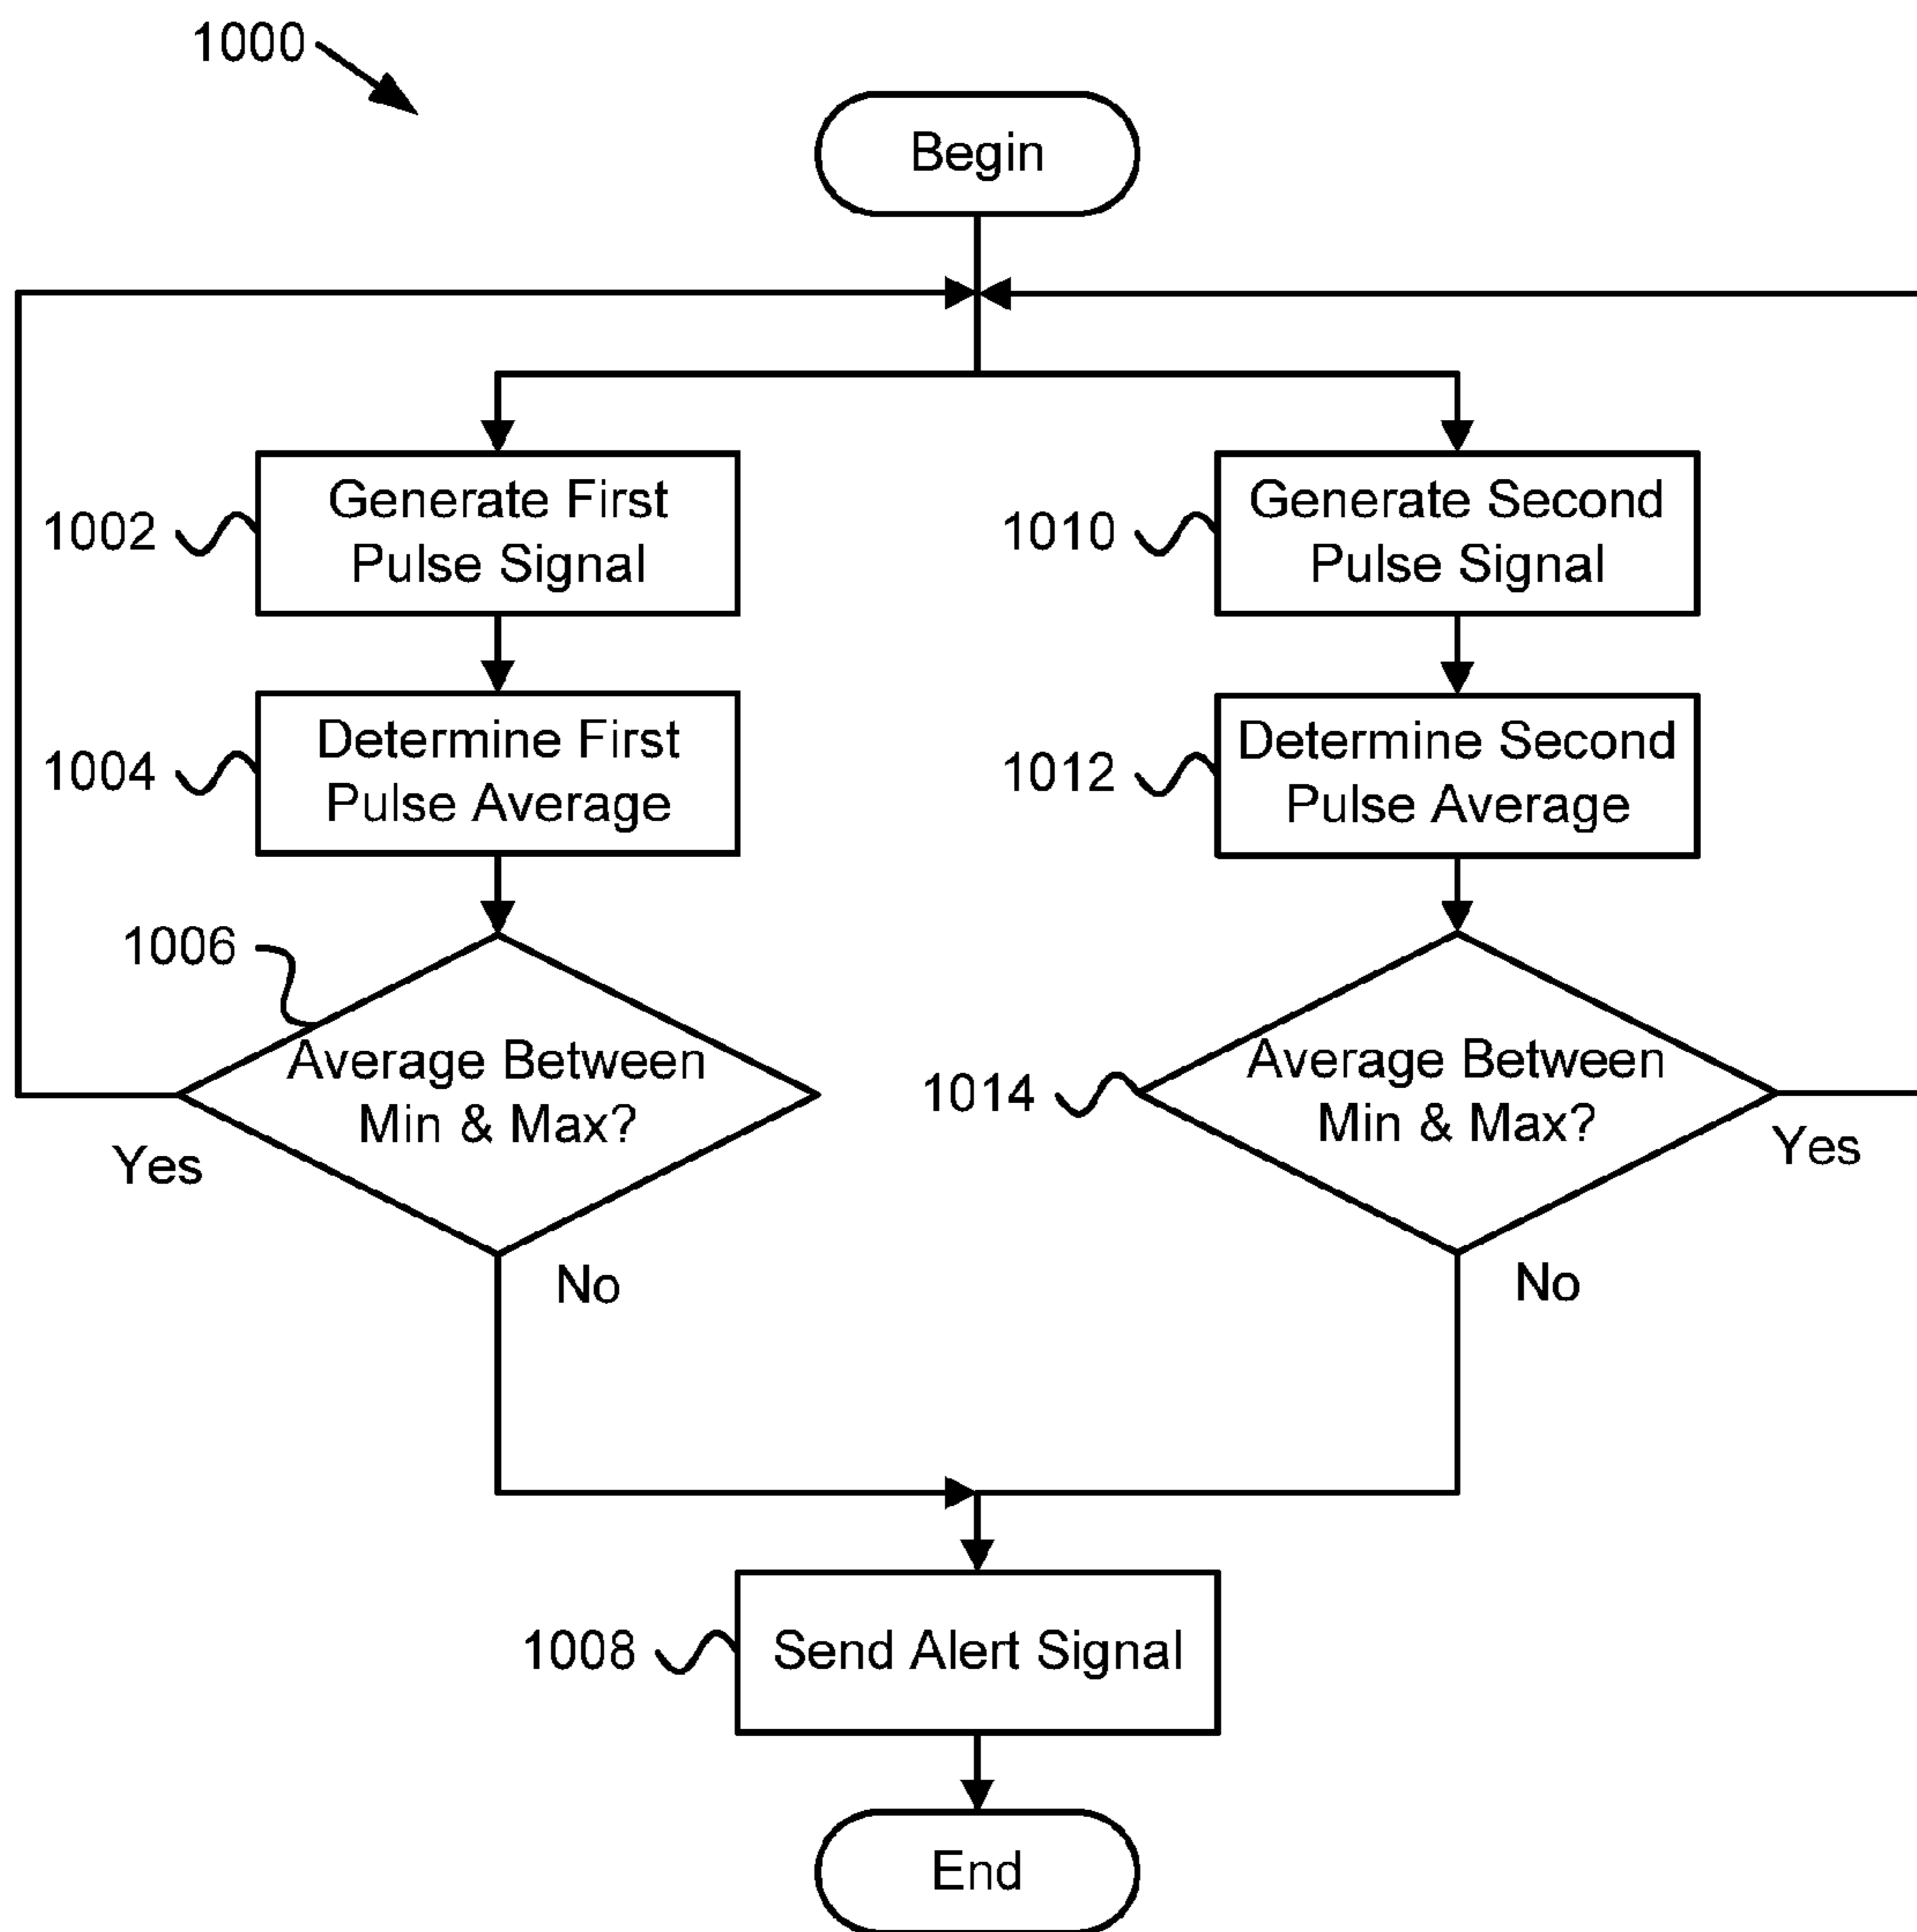 1000
Begin
1002
Generate First
Pulse Signal
1010
Generate Second
Pulse Signal
1004
Determine First
Pulse Average
1012
Determine Second
Pulse Average
1006
Average Between
Min & Max?
Yes
No
1014
Average Between
Min & Max?
Yes
No
1008
Send Alert Signal
End